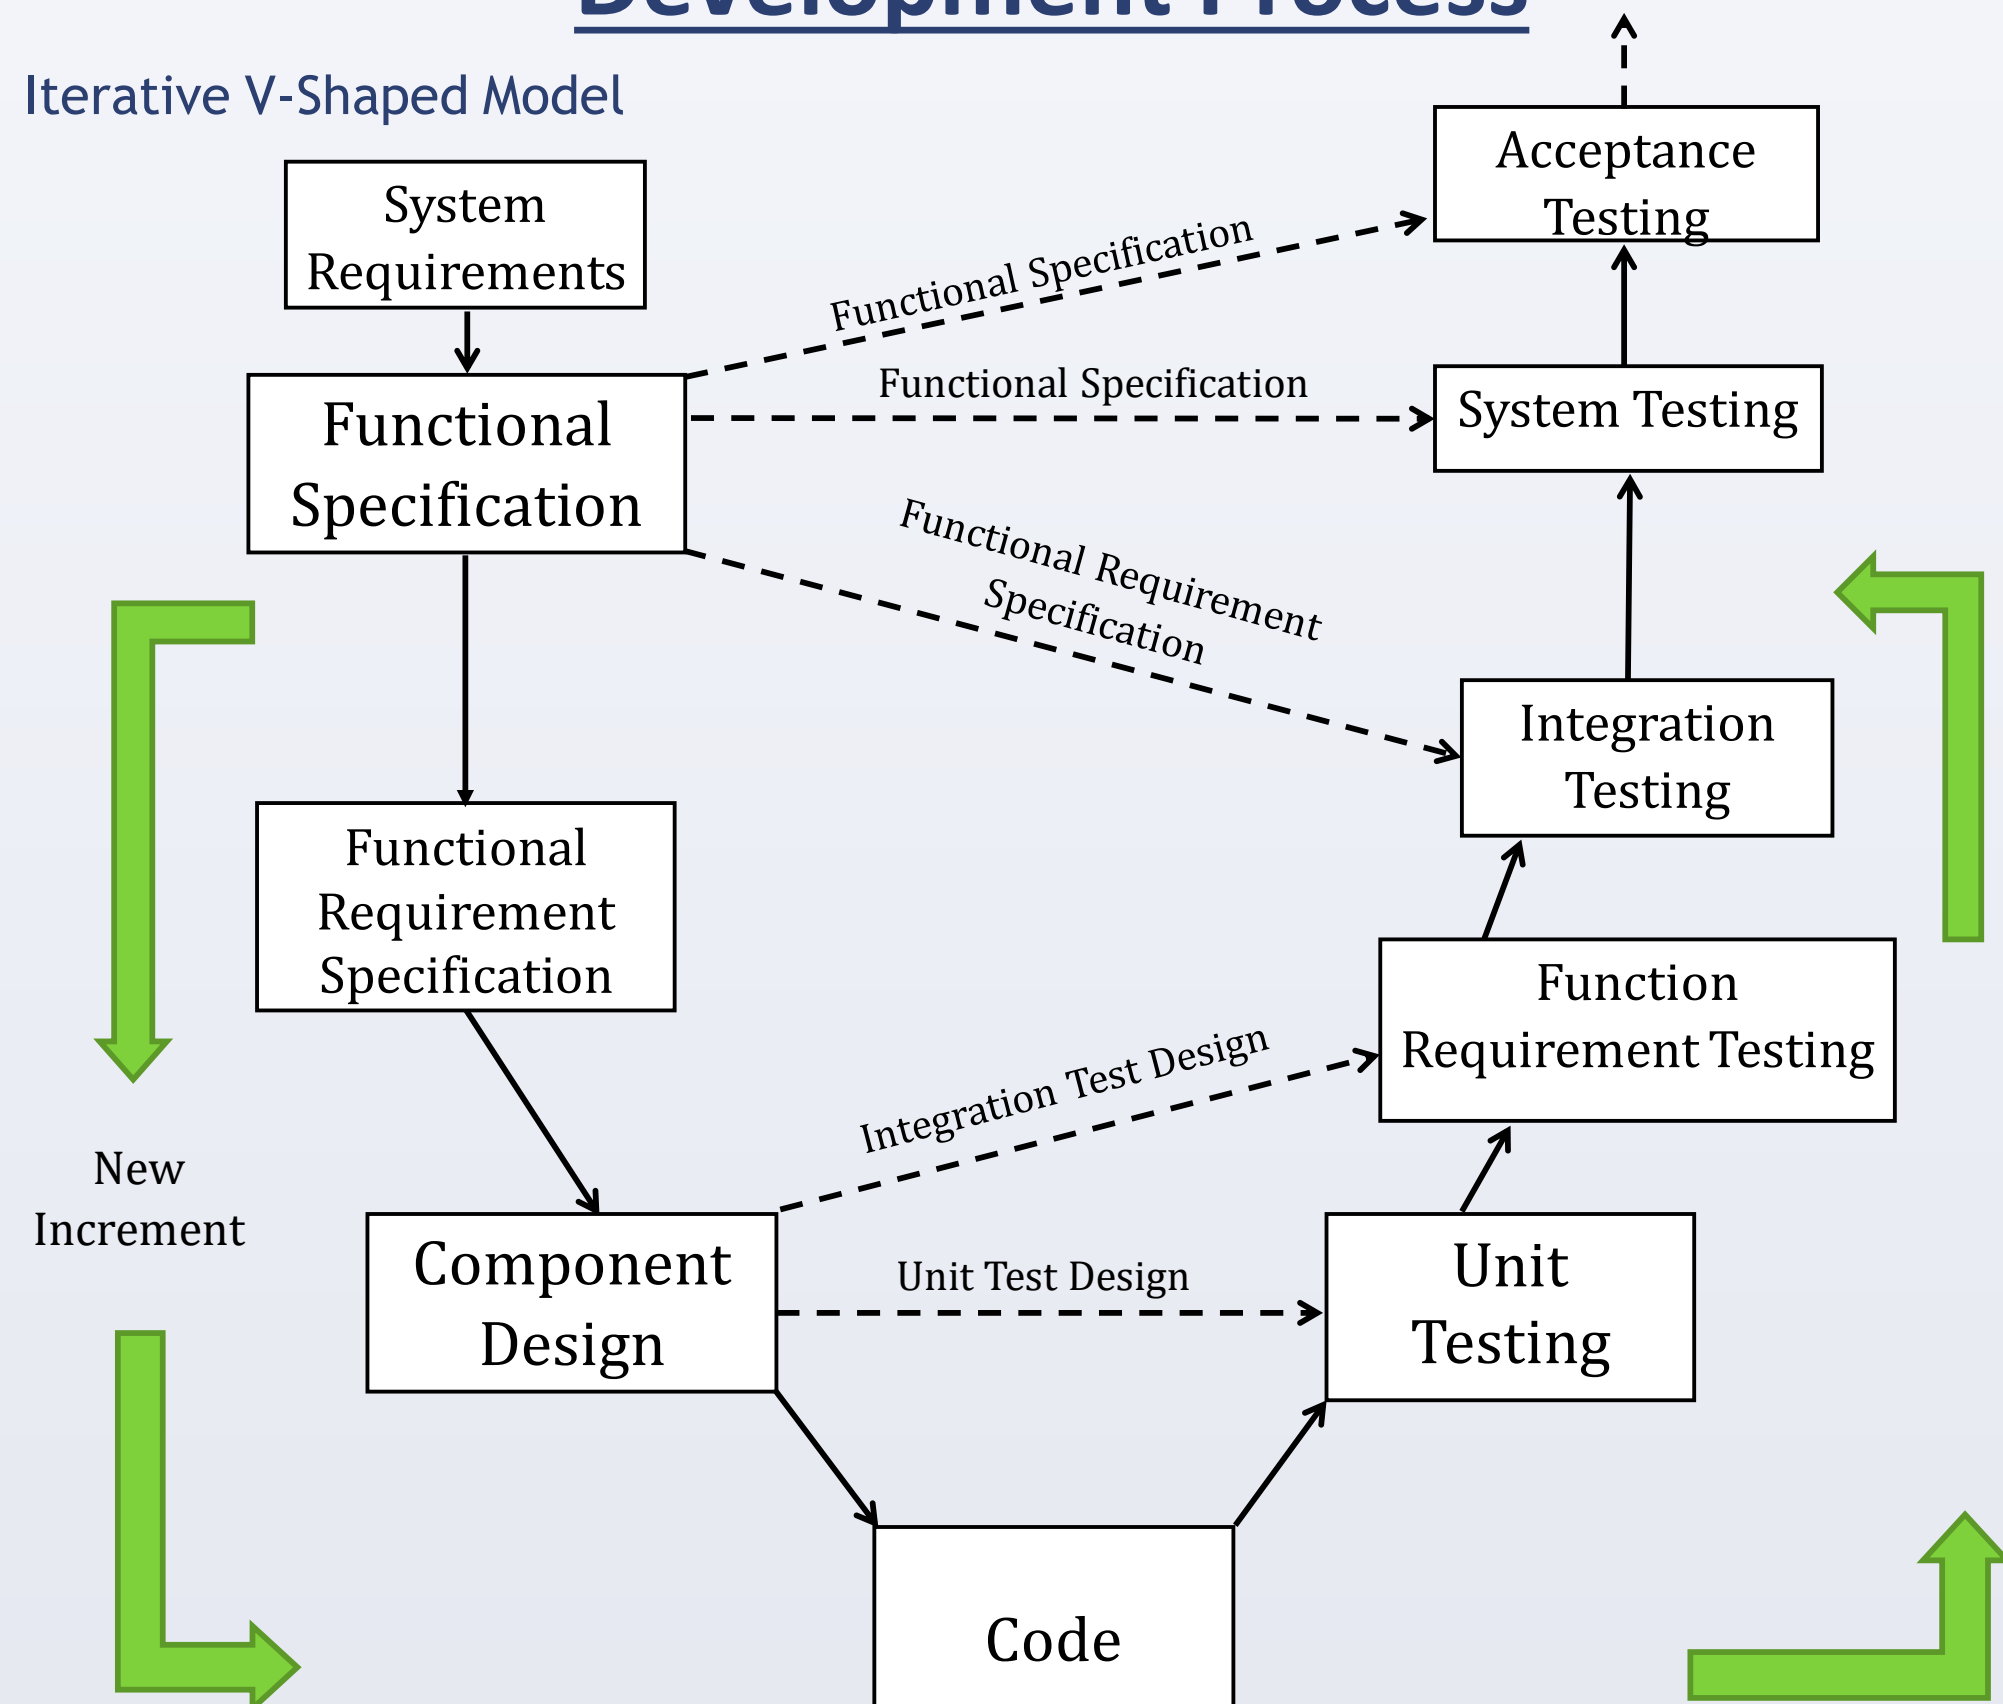 Development Process
Iterative V-Shaped Model
Acceptance
Testing
System
Requirements
Functional Specification
Functional Specification
System Testing
Functional
Specification
Functional Requirement
Specification
Integration
Testing
Functional
Requirement
Specification
Function
Requirement Testing
Integration Test Design
New
Increment
Component
Design
Unit Test Design
Unit
Testing
Code